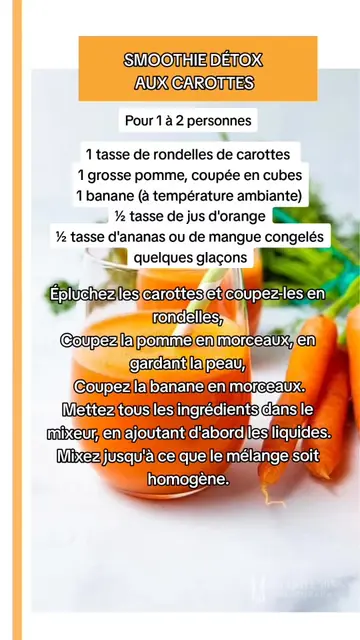 SMOOTHIE DÉTOX
AUX CAROTTES
Pour 1 à 2 personnes
1 tasse de rondelles de carottes
1 grosse pomme, coupée en cubes
1 banane (à température ambiante)
½ tasse de jus d'orange
½ tasse d'ananas ou de mangue congelés
quelques glaçons
Épluchez les carottes et coupez-les en
rondelles,
Coupez la pomme en morceaux, en
gardant la peau,
Coupez la banane en morceaux.
Mettez tous les ingrédients dans le
mixeur, en ajoutant d'abord les liquides.
Mixez jusqu'à ce que le mélange soit
homogène.